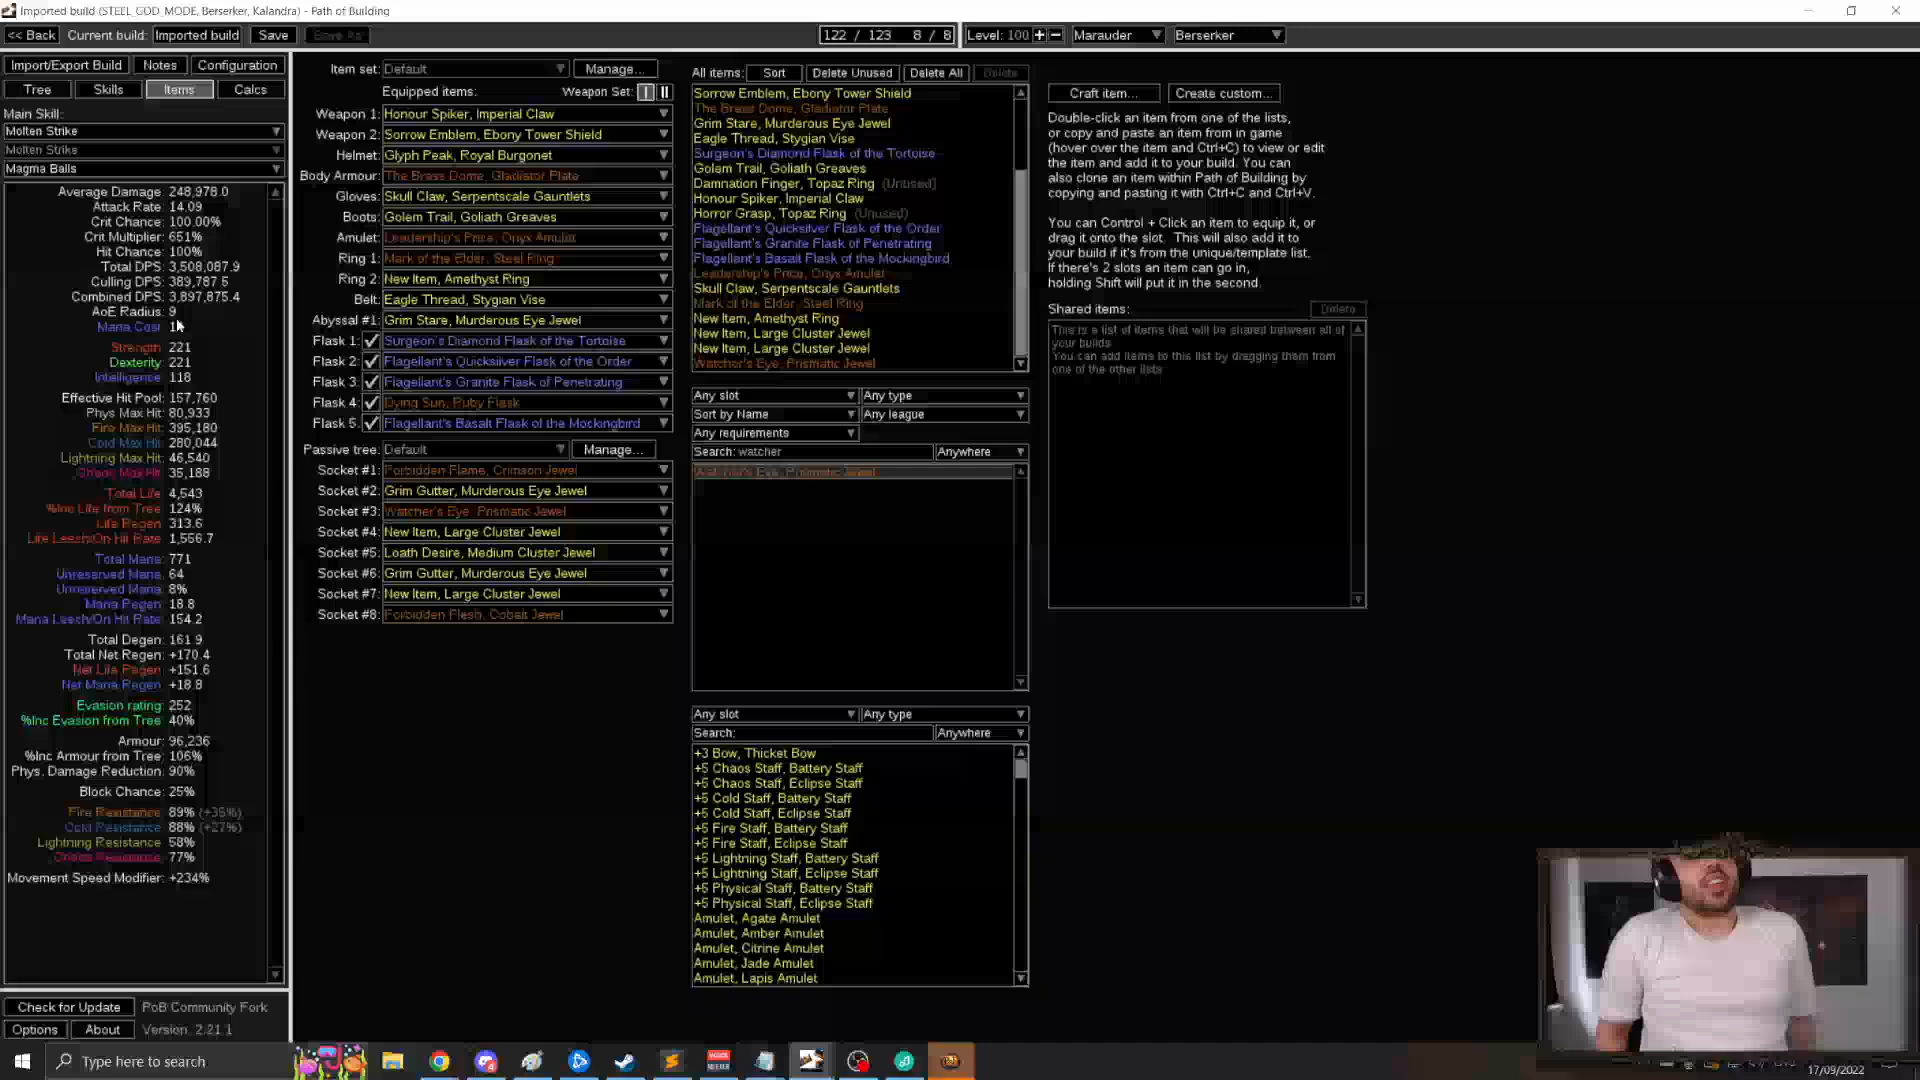 Imported build (STEEL_GOD_MODE, Berserker, Kalandra) - Path of Building
<< Back Current build: Imported build Save Save As 122 / 123 8 / 8 Level: 100 Marauder Berserker
Import/Export Build Notes Configuration
Tree Skills Items Calcs
Main Skill:
Molten Strike
Molten Strike
Magma Balls
Average Damage: 248,978.0
Attack Rate: 14.09
Crit Chance: 100.00%
Crit Multiplier: 651%
Hit Chance: 100%
Total DPS: 3,508,087.9
Culling DPS: 389,787.5
Combined DPS: 3,897,875.4
AoE Radius: 9
Mana Cost:
Strength: 221
Dexterity: 221
Intelligence: 118
Effective Hit Pool: 157,760
Phys Max Hit: 80,933
Fire Max Hit: 395,180
Cold Max Hit: 280,044
Lightning Max Hit: 46,540
Chaos Max Hit: 35,188
Total Life: 4,543
%Inc Life from Tree: 124%
Life Regen: 313.6
Life Leech/On Hit Rate: 1,556.7
Total Mana: 771
Unreserved Mana: 64
Unreserved Mana: 8%
Mana Regen: 18.8
Mana Leech/On Hit Rate: 154.2
Total Degen: 161.9
Total Net Regen: +170.4
Net Life Regen: +151.6
Net Mana Regen: +18.8
Evasion rating: 252
%Inc Evasion from Tree: 40%
Armour: 96,236
%Inc Armour from Tree: 106%
Phys. Damage Reduction: 90%
Block Chance: 25%
Fire Resistance: 89% (+35%)
Cold Resistance: 88% (+27%)
Lightning Resistance: 58%
Chaos Resistance: 77%
Movement Speed Modifier: +234%
Check for Update PoB Community Fork
Options About Version: 2.21.1
Item set: Default Manage...
Equipped items: Weapon Set: I II
Weapon 1: Honour Spiker, Imperial Claw
Weapon 2: Sorrow Emblem, Ebony Tower Shield
Helmet: Glyph Peak, Royal Burgonet
Body Armour: The Brass Dome, Gladiator Plate
Gloves: Skull Claw, Serpentscale Gauntlets
Boots: Golem Trail, Goliath Greaves
Amulet: Leadership's Price, Onyx Amulet
Ring 1: Mark of the Elder, Steel Ring
Ring 2: New Item, Amethyst Ring
Belt: Eagle Thread, Stygian Vise
Abyssal #1: Grim Stare, Murderous Eye Jewel
Flask 1: Surgeon's Diamond Flask of the Tortoise
Flask 2: Flagellant's Quicksilver Flask of the Order
Flask 3: Flagellant's Granite Flask of Penetrating
Flask 4: Dying Sun, Ruby Flask
Flask 5: Flagellant's Basalt Flask of the Mockingbird
Passive tree: Default Manage...
Socket #1: Forbidden Flame, Crimson Jewel
Socket #2: Grim Gutter, Murderous Eye Jewel
Socket #3: Watcher's Eye, Prismatic Jewel
Socket #4: New Item, Large Cluster Jewel
Socket #5: Loath Desire, Medium Cluster Jewel
Socket #6: Grim Gutter, Murderous Eye Jewel
Socket #7: New Item, Large Cluster Jewel
Socket #8: Forbidden Flesh, Cobalt Jewel
All items: Sort Delete Unused Delete All Delete
Sorrow Emblem, Ebony Tower Shield
The Brass Dome, Gladiator Plate
Grim Stare, Murderous Eye Jewel
Eagle Thread, Stygian Vise
Surgeon's Diamond Flask of the Tortoise
Golem Trail, Goliath Greaves
Damnation Finger, Topaz Ring (Unused)
Honour Spiker, Imperial Claw
Horror Grasp, Topaz Ring (Unused)
Flagellant's Quicksilver Flask of the Order
Flagellant's Granite Flask of Penetrating
Flagellant's Basalt Flask of the Mockingbird
Leadership's Price, Onyx Amulet
Skull Claw, Serpentscale Gauntlets
Mark of the Elder, Steel Ring
New Item, Amethyst Ring
New Item, Large Cluster Jewel
New Item, Large Cluster Jewel
Watcher's Eye, Prismatic Jewel
Any slot Any type
Sort by Name Any league
Any requirements
Search: watcher Anywhere
Watcher's Eye, Prismatic Jewel
Any slot Any type
Search: Anywhere
+3 Bow, Thicket Bow
+5 Chaos Staff, Battery Staff
+5 Chaos Staff, Eclipse Staff
+5 Cold Staff, Battery Staff
+5 Cold Staff, Eclipse Staff
+5 Fire Staff, Battery Staff
+5 Fire Staff, Eclipse Staff
+5 Lightning Staff, Battery Staff
+5 Lightning Staff, Eclipse Staff
+5 Physical Staff, Battery Staff
+5 Physical Staff, Eclipse Staff
Amulet, Agate Amulet
Amulet, Amber Amulet
Amulet, Citrine Amulet
Amulet, Jade Amulet
Amulet, Lapis Amulet
Craft item... Create custom...
Double-click an item from one of the lists,
or copy and paste an item from in game
(hover over the item and Ctrl+C) to view or edit
the item and add it to your build. You can
also clone an item within Path of Building by
copying and pasting it with Ctrl+C and Ctrl+V.
You can Control + Click an item to equip it, or
drag it onto the slot. This will also add it to
your build if it's from the unique/template list.
If there's 2 slots an item can go in,
holding Shift will put it in the second.
Shared items: Delete
This is a list of items that will be shared between all of
your builds.
You can add items to this list by dragging them from
one of the other lists.
Type here to search
17/09/2022